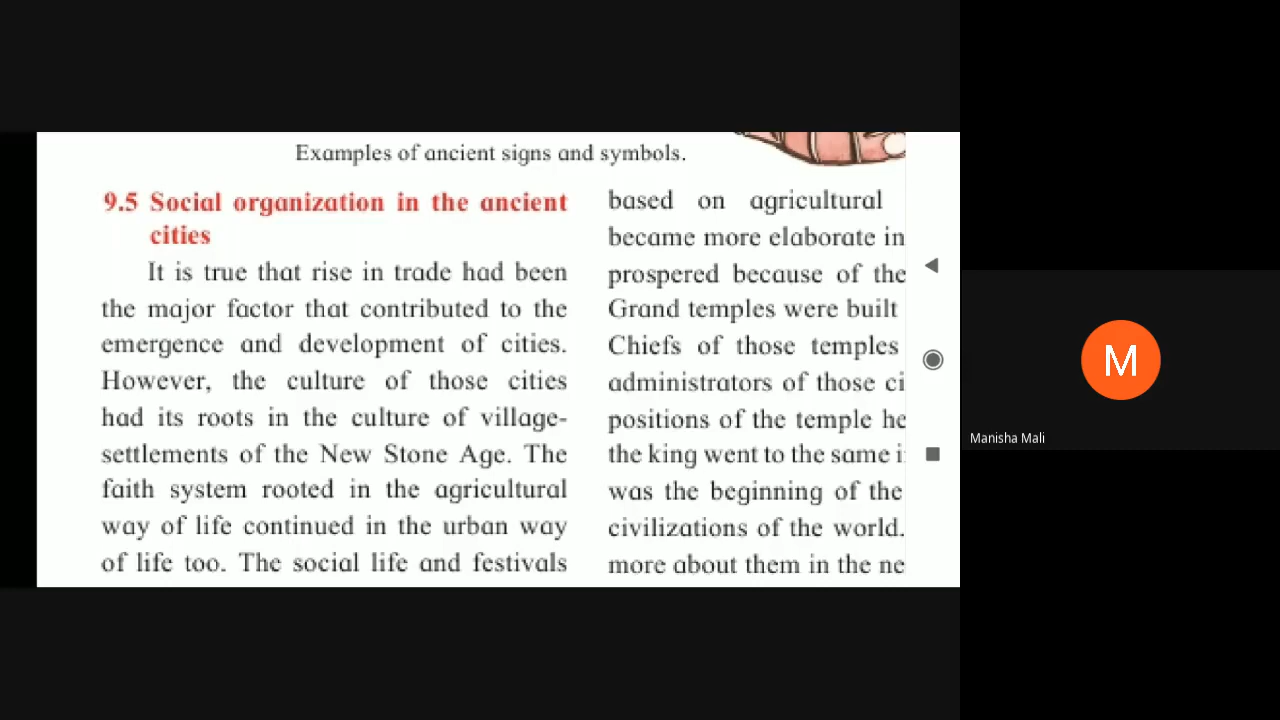 Examples of ancient signs and symbols.
9.5 Social organization in the ancient
cities
It is true that rise in trade had been
the major factor that contributed to the
emergence and development of cities.
However, the culture of those cities
had its roots in the culture of village-
settlements of the New Stone Age. The
faith system rooted in the agricultural
way of life continued in the urban way
of life too. The social life and festivals
based on agricultural
became more elaborate in
prospered because of the
Grand temples were built
Chiefs of those temples
administrators of those
positions of the temple
the king went to the same
was the beginning of the
civilizations of the world.
more about them in the
M
Manisha Mali